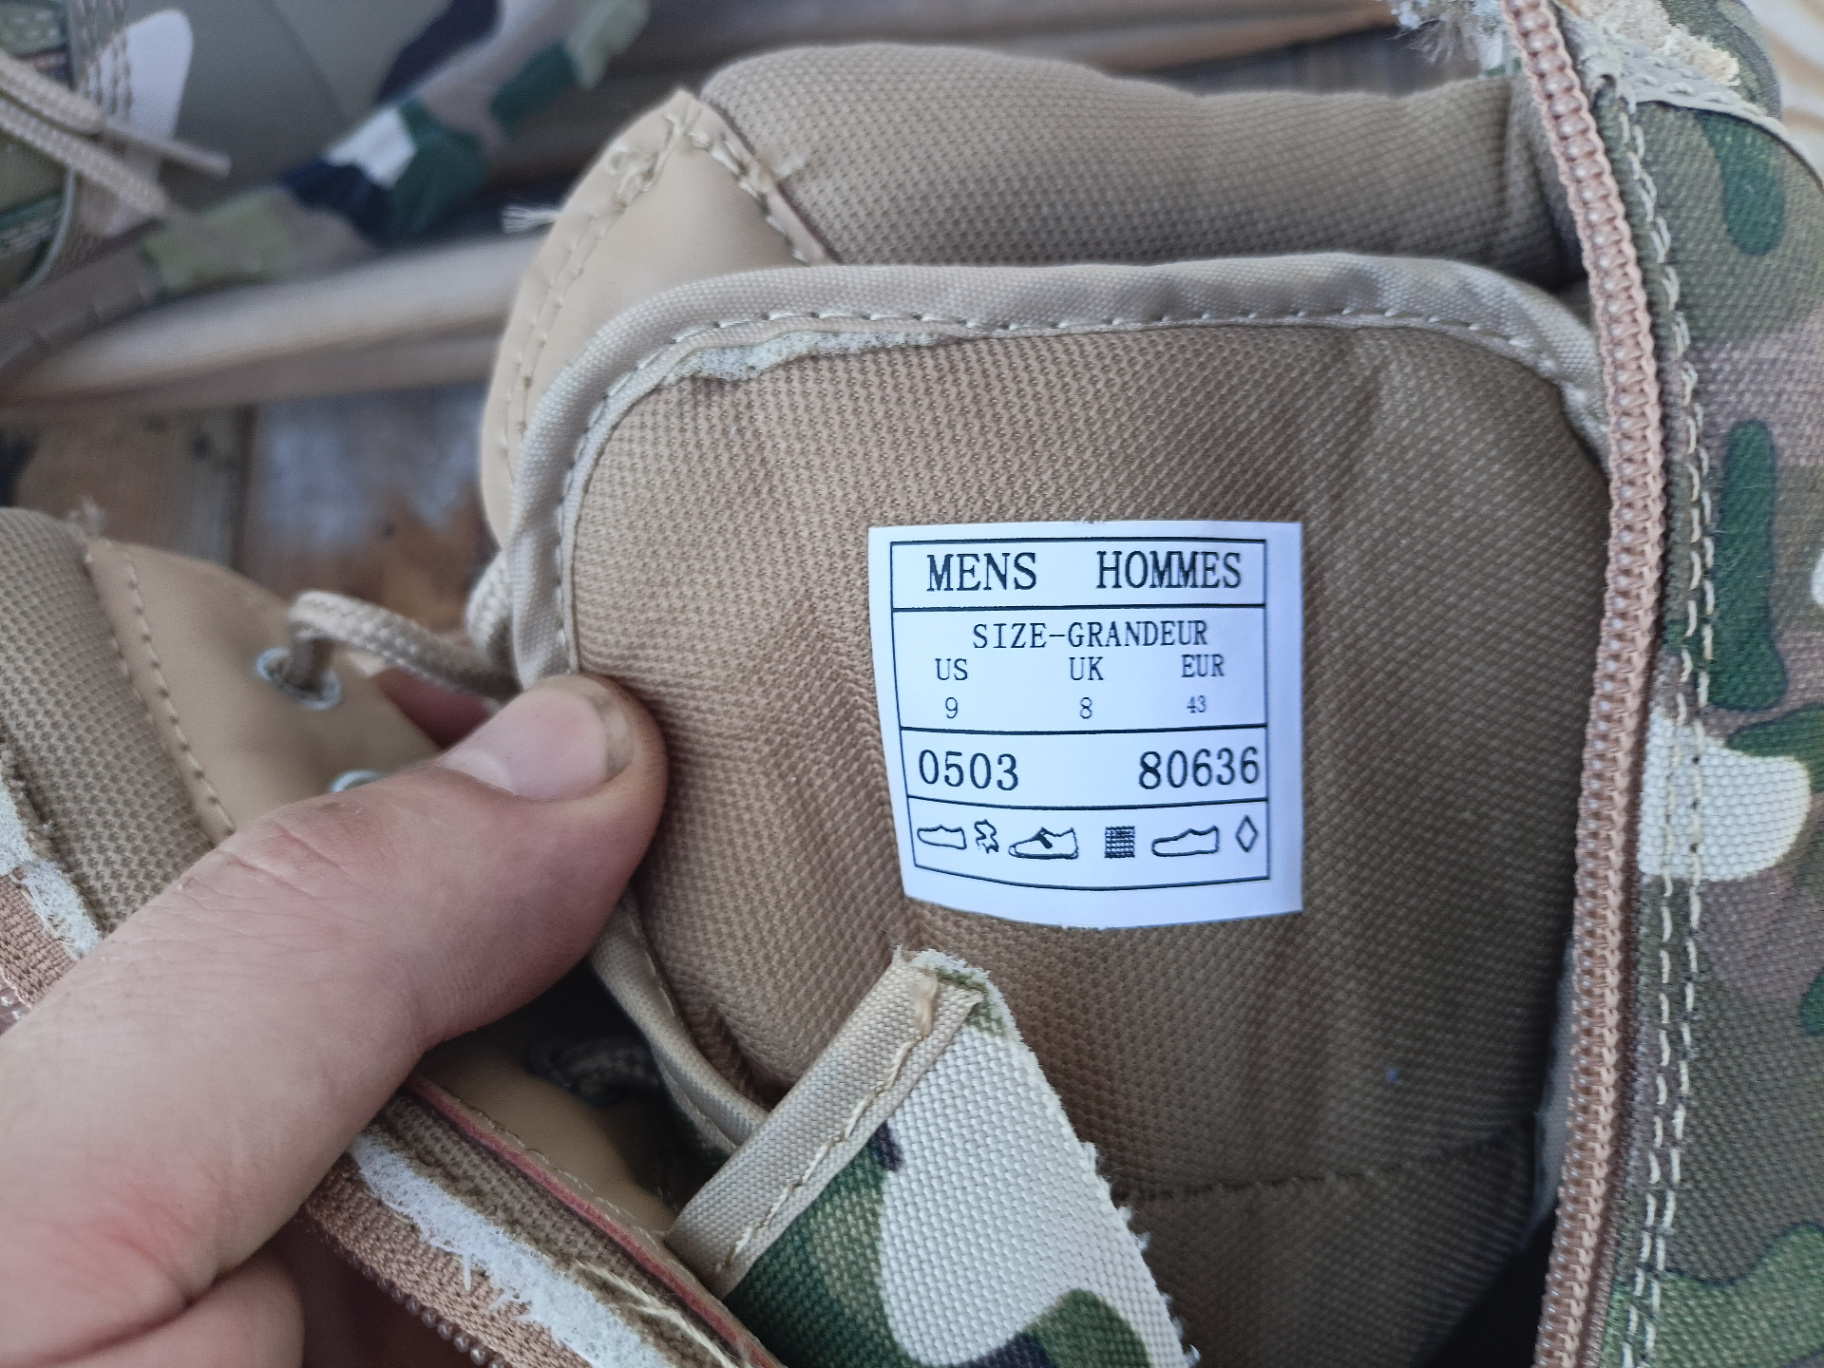 MENS HOMMES
SIZE-GRANDEUR
US UK EUR
9 8 43
0503 80636